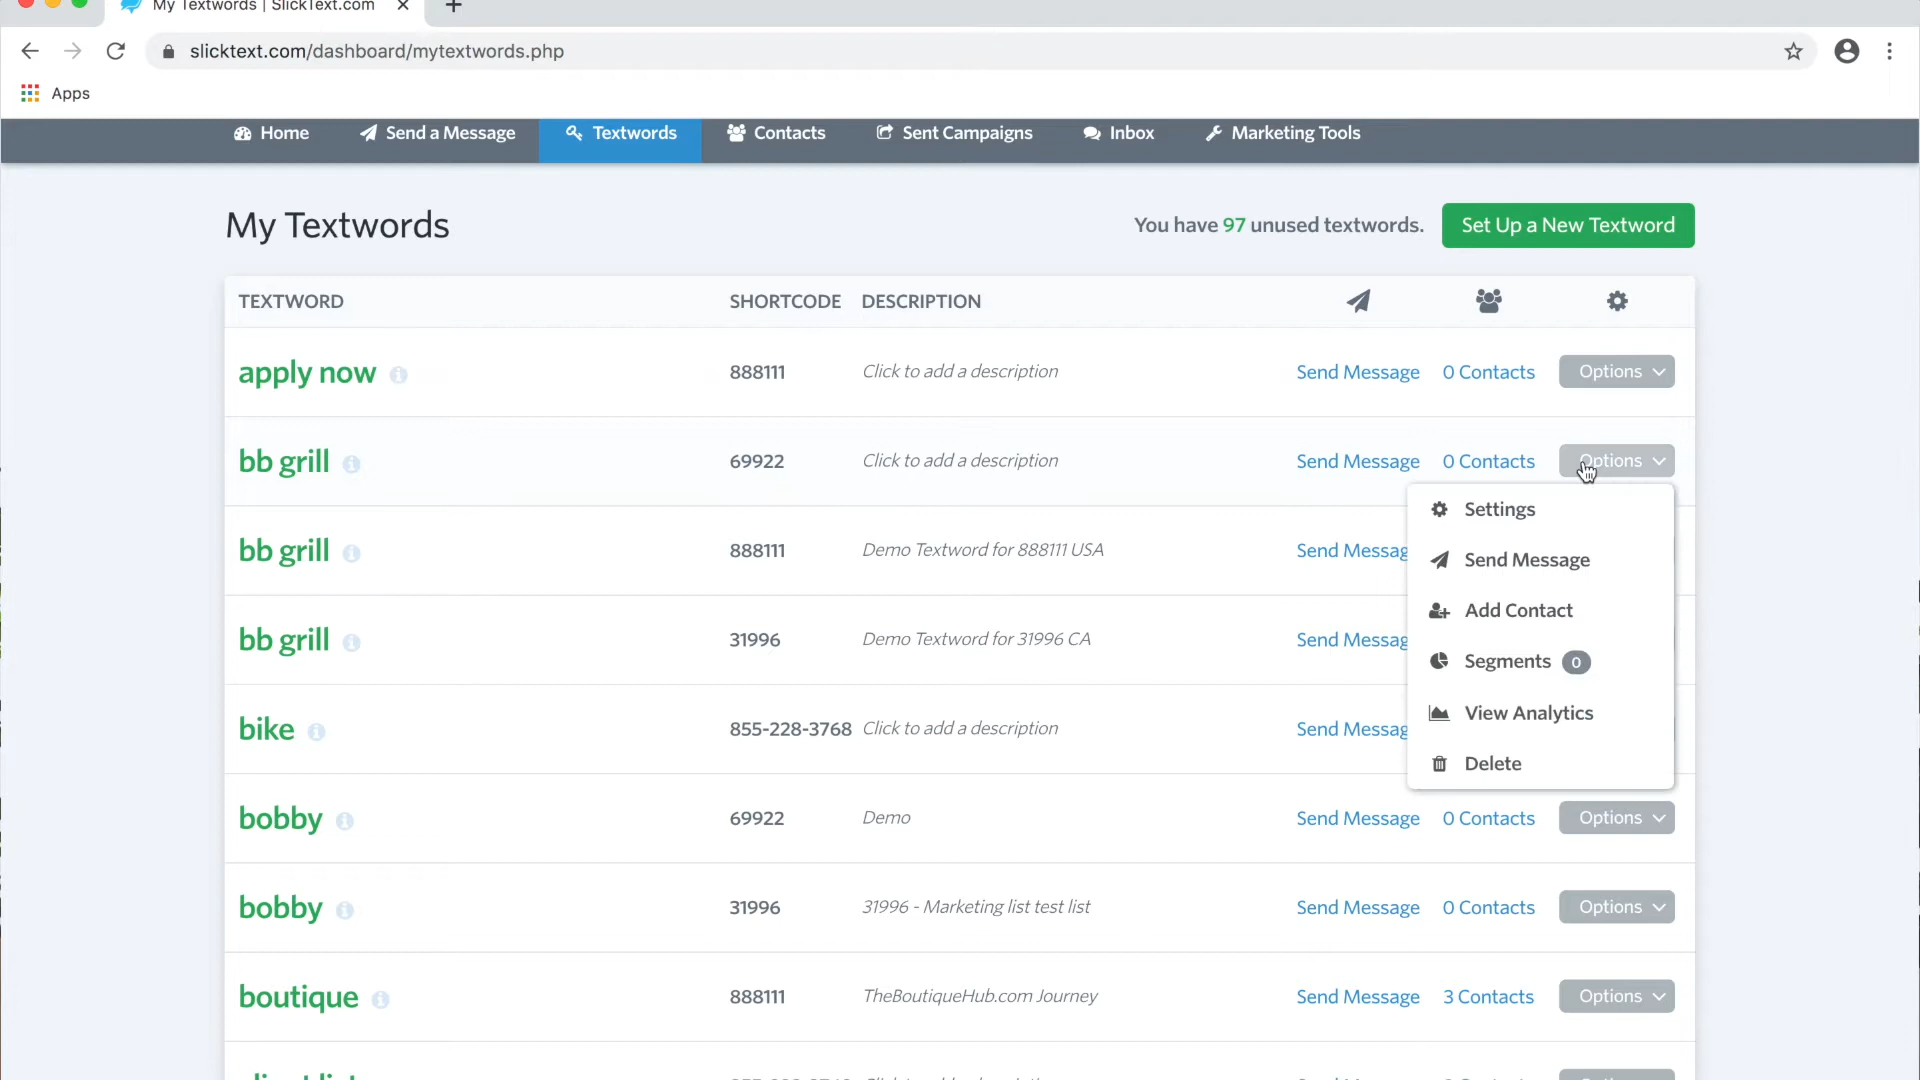 My Textwords | SlickText.com
slicktext.com/dashboard/mytextwords.php
Apps
Home Send a Message Textwords Contacts Sent Campaigns Inbox Marketing Tools
My Textwords You have 97 unused textwords. Set Up a New Textword
TEXTWORD SHORTCODE DESCRIPTION
apply now 888111 Click to add a description Send Message 0 Contacts Options
bb grill 69922 Click to add a description Send Message 0 Contacts Options
Settings
bb grill 888111 Demo Textword for 888111 USA Send Messag
Send Message
Add Contact
bb grill 31996 Demo Textword for 31996 CA Send Messag
Segments 0
View Analytics
bike 855-228-3768 Click to add a description Send Messag
Delete
bobby 69922 Demo Send Message 0 Contacts Options
bobby 31996 31996 - Marketing list test list Send Message 0 Contacts Options
boutique 888111 TheBoutiqueHub.com Journey Send Message 3 Contacts Options